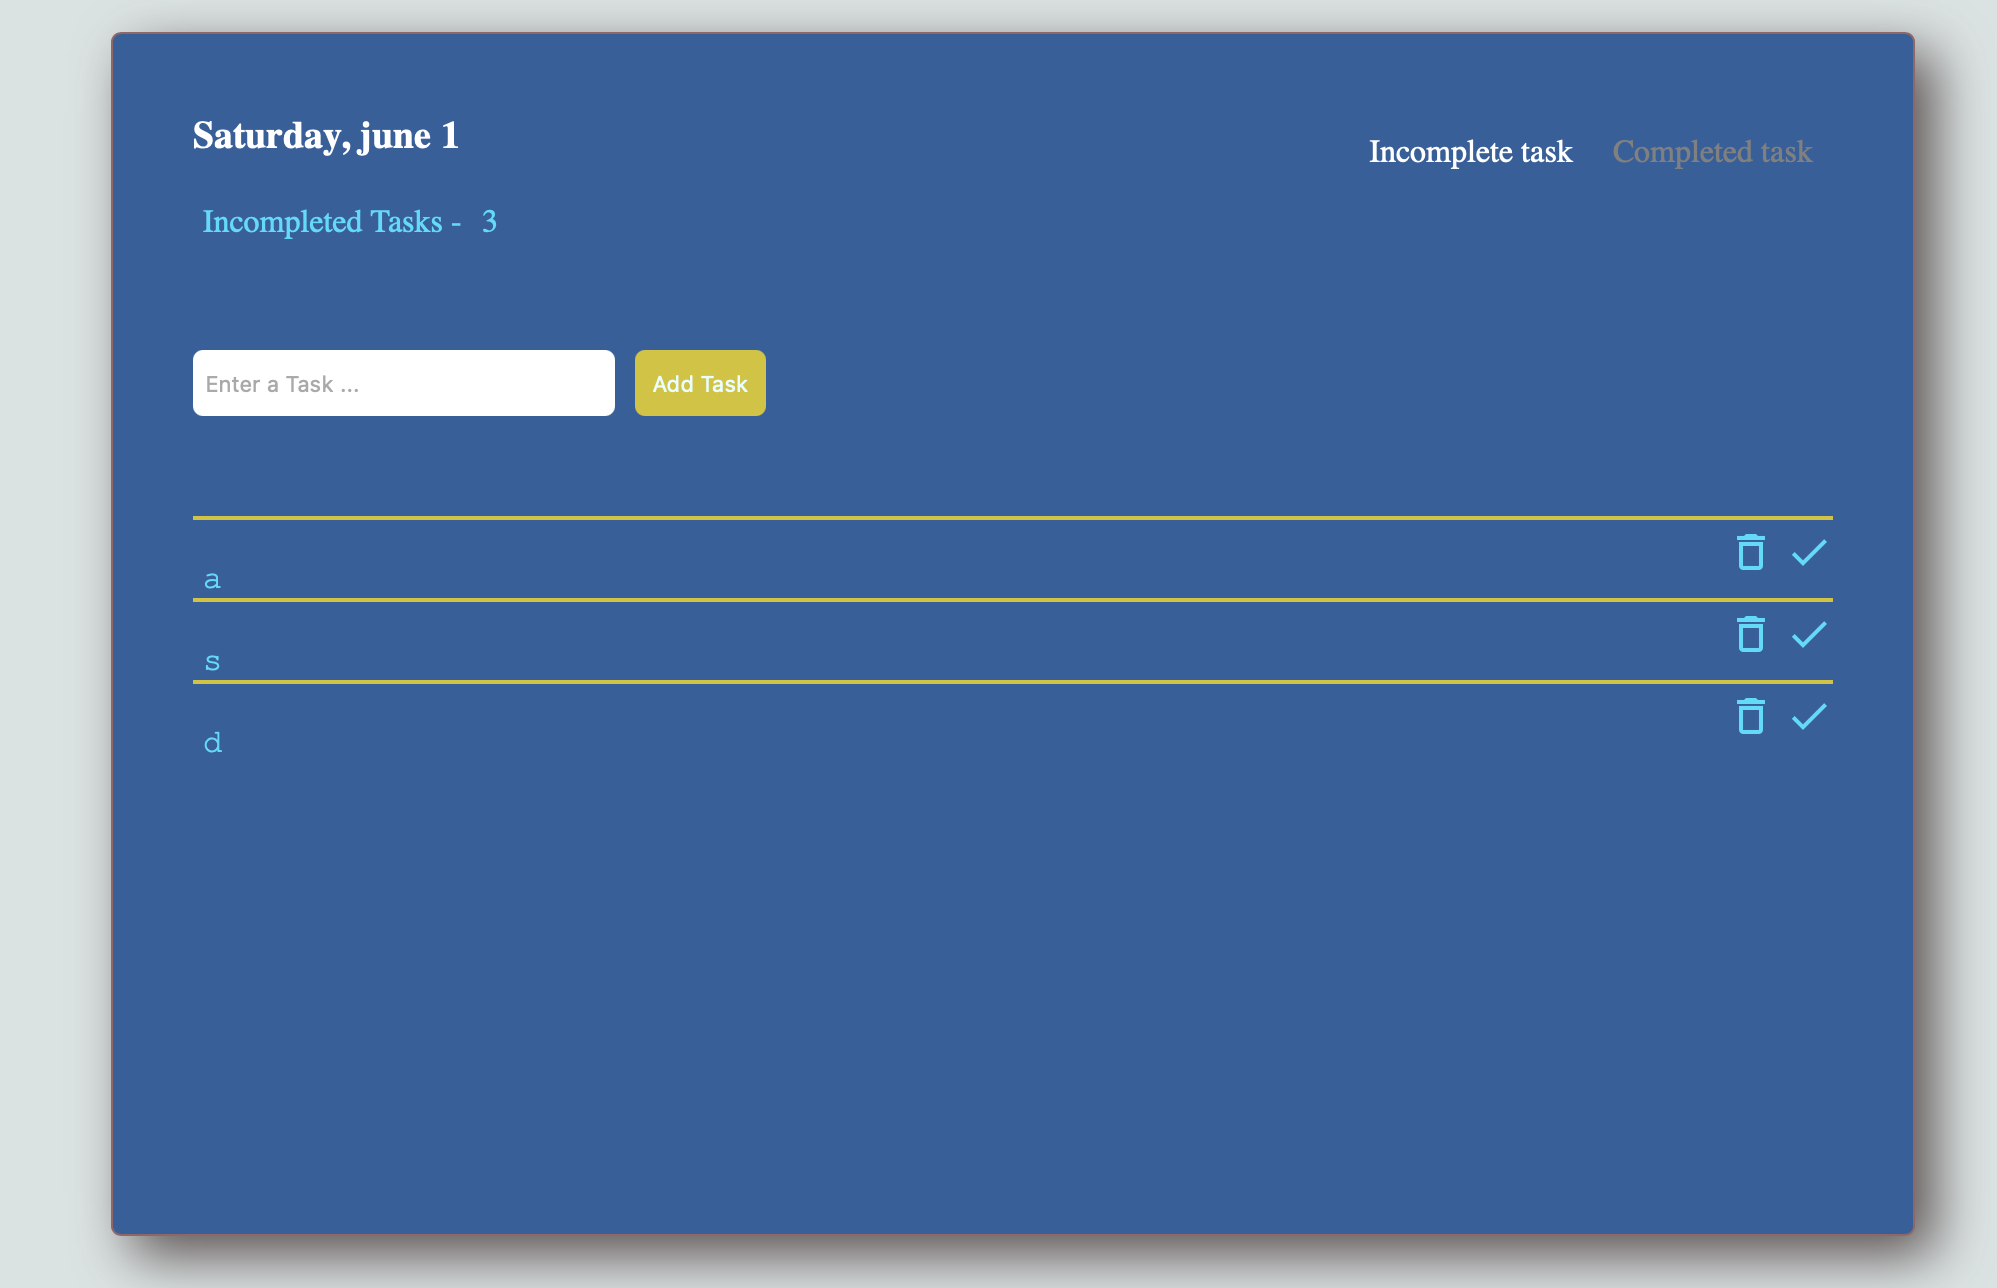 Saturday, june 1
Incomplete task Completed task
Incompleted Tasks - 3
Enter a Task ...
Add Task
a
s
d